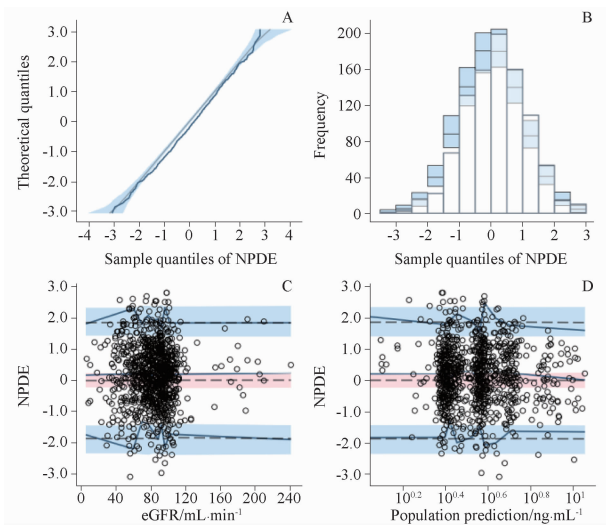 A
3.0
2.0
1.0
0
-1.0
-2.0
-3.0
Theoretical quantiles
-4 -3 -2 -1 0 1 2 3 4
Sample quantiles of NPDE
B
200
160
120
80
40
0
Frequency
-3 -2 -1 0 1 2 3
Sample quantiles of NPDE
C
3.0
2.0
1.0
0
-1.0
-2.0
-3.0
NPDE
0 40 80 120 160 200 240
eGFR/mL·min⁻¹
D
3.0
2.0
1.0
0
-1.0
-2.0
-3.0
NPDE
10^0.2 10^0.4 10^0.6 10^0.8 10^1
Population prediction/ng·mL⁻¹